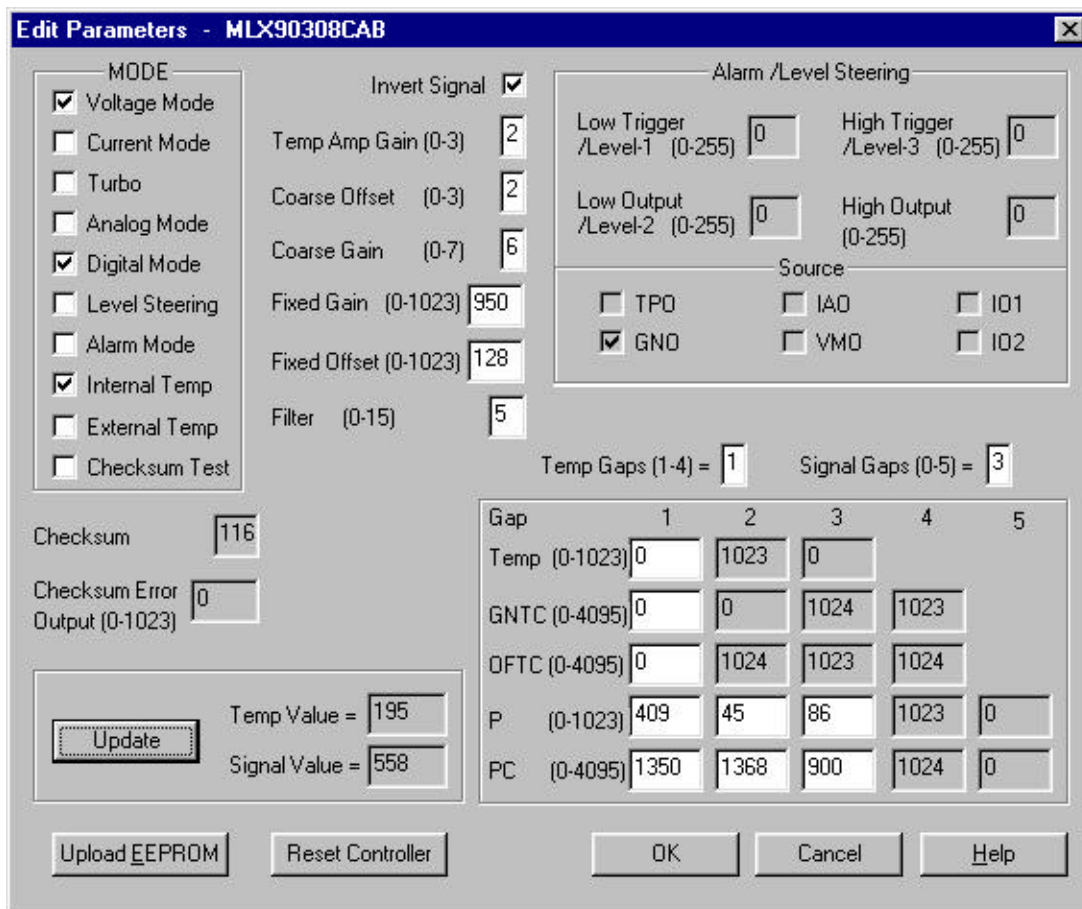 Edit Parameters - MLX90308CAB
MODE
Voltage Mode
Current Mode
Turbo
Analog Mode
Digital Mode
Level Steering
Alarm Mode
Internal Temp
External Temp
Checksum Test
Invert Signal
Temp Amp Gain (0-3) 2
Coarse Offset (0-3) 2
Coarse Gain (0-7) 6
Fixed Gain (0-1023) 950
Fixed Offset (0-1023) 128
Filter (0-15) 5
Alarm /Level Steering
Low Trigger
/Level-1 (0-255) 0
High Trigger
/Level-3 (0-255) 0
Low Output
/Level-2 (0-255) 0
High Output
(0-255) 0
Source
TPO IAO IO1
GNO VMO IO2
Temp Gaps (1-4) = 1 Signal Gaps (0-5) = 3
Checksum 116
Checksum Error
Output (0-1023) 0
Gap 1 2 3 4 5
Temp (0-1023) 0 1023 0
GNTC (0-4095) 0 0 1024 1023
OFTC (0-4095) 0 1024 1023 1024
P (0-1023) 409 45 86 1023 0
PC (0-4095) 1350 1368 900 1024 0
Update
Temp Value = 195
Signal Value = 558
Upload EEPROM Reset Controller OK Cancel Help